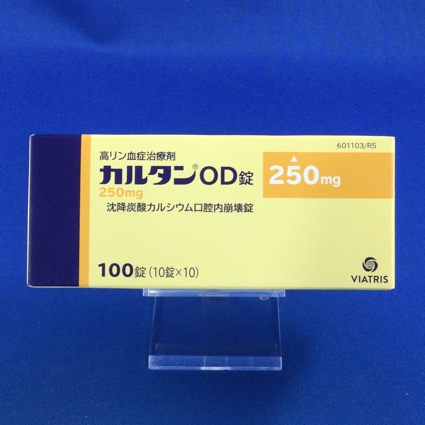 601103/R5
高リン血症治療剤
カルタン®OD錠 250mg
250mg
沈降炭酸カルシウム口腔内崩壊錠
100錠(10錠×10)
VIATRIS